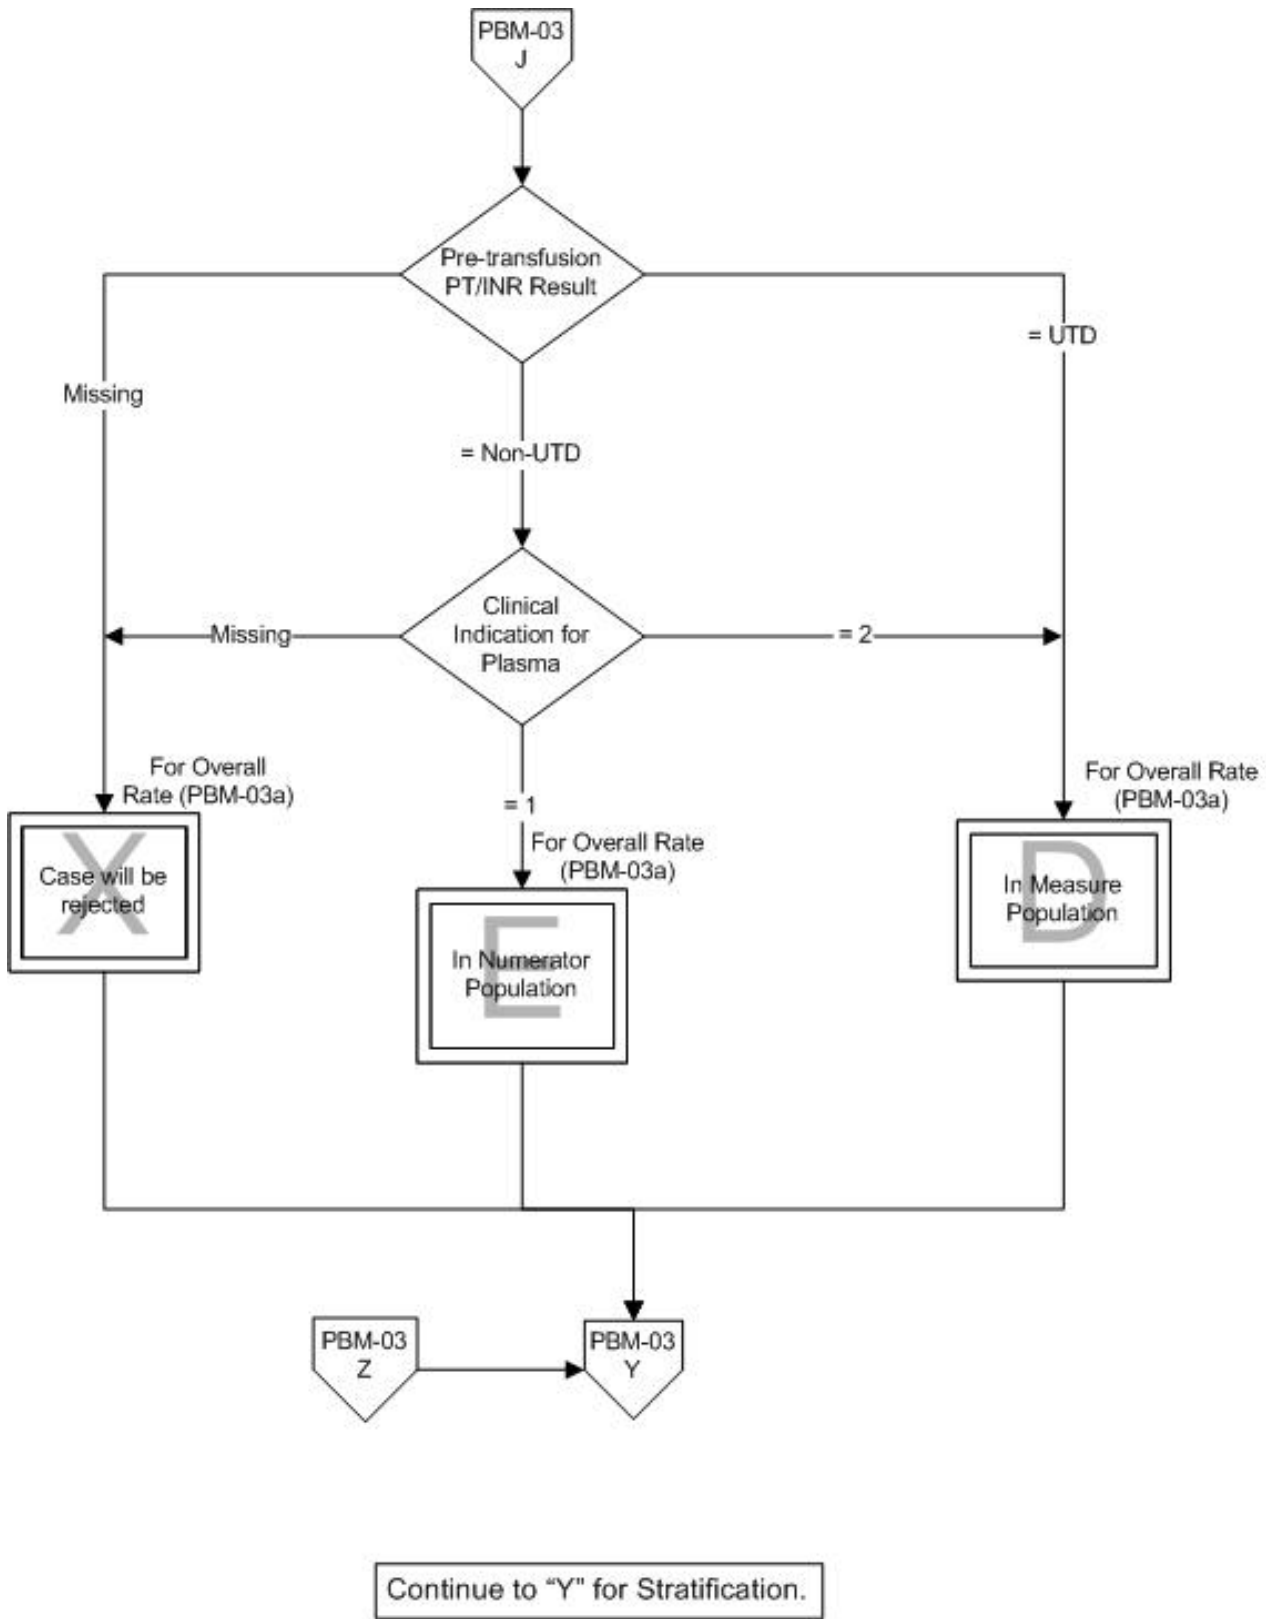 PBM-03
J
Pre-transfusion
PT/INR Result
= UTD
Missing
= Non-UTD
Clinical
Indication for
Plasma
Missing
= 2
For Overall
Rate (PBM-03a)
For Overall Rate
(PBM-03a)
= 1
For Overall Rate
(PBM-03a)
X
Case will be
rejected
D
In Measure
Population
E
In Numerator
Population
PBM-03
Z
PBM-03
Y
Continue to “Y” for Stratification.